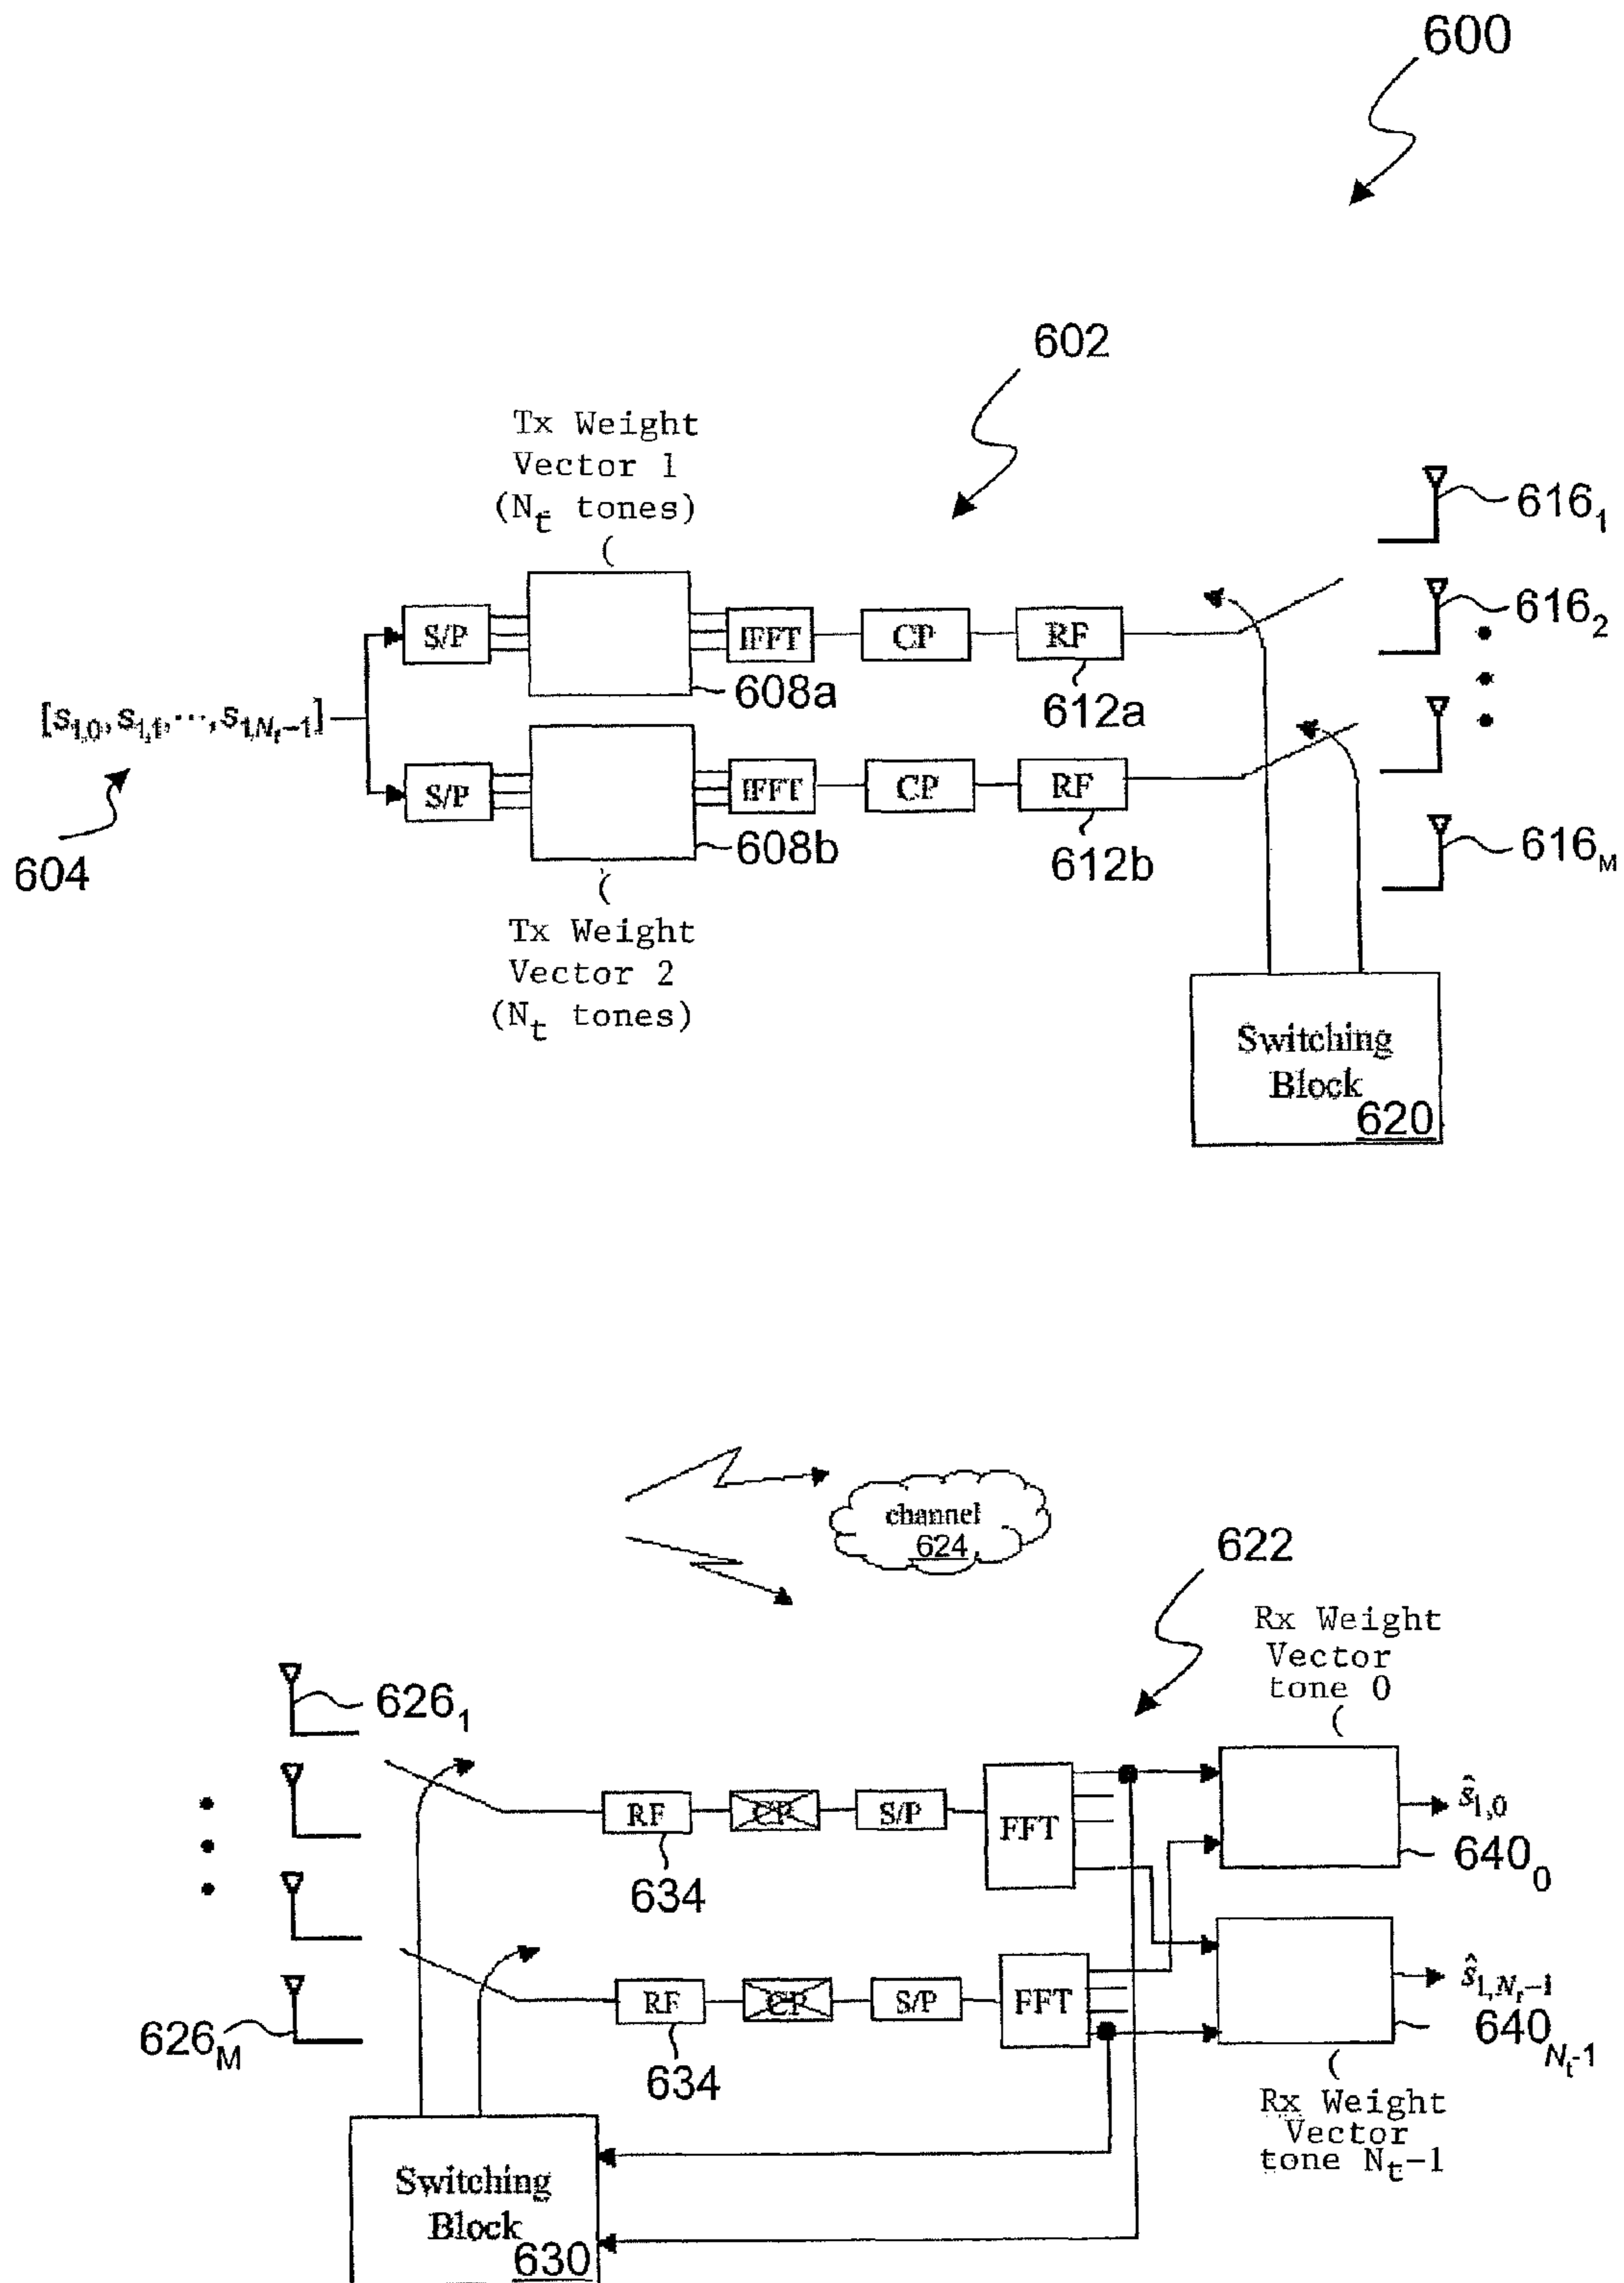 600
602
Tx Weight
Vector 1
(Nₜ tones)
616₁
616₂
S/P
IFFT
CP
RF
608a
612a
[s₁,₀, s₁,₁, ···, s₁,Nₜ₋₁]
S/P
IFFT
CP
RF
608b
612b
616M
604
Tx Weight
Vector 2
(Nₜ tones)
Switching
Block
620
channel
624
622
Rx Weight
Vector
tone 0
626₁
RF
CP
S/P
FFT
ŝ₁,₀
640₀
634
RF
CP
S/P
FFT
ŝ₁,Nₜ₋₁
640Nₜ-1
626M
634
Rx Weight
Vector
tone Nₜ-1
Switching
Block
630